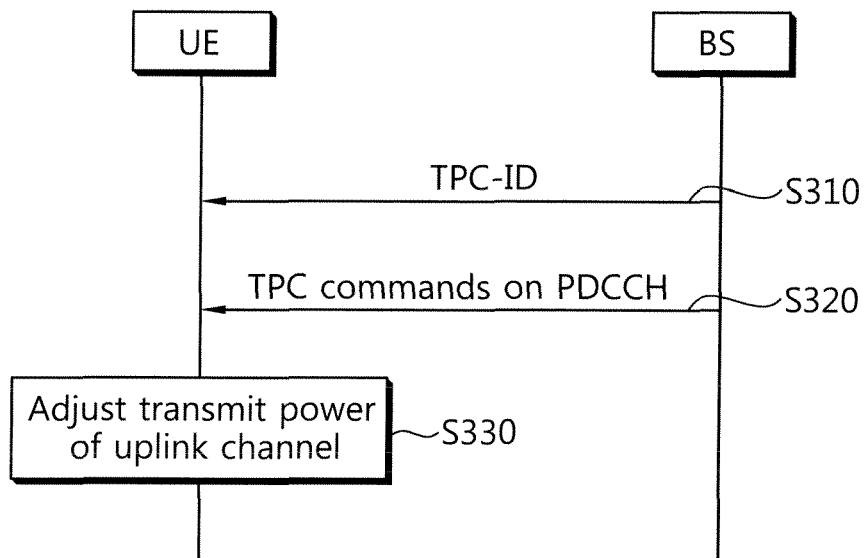 UE
BS
TPC-ID
S310
TPC commands on PDCCH
S320
Adjust transmit power
of uplink channel
S330